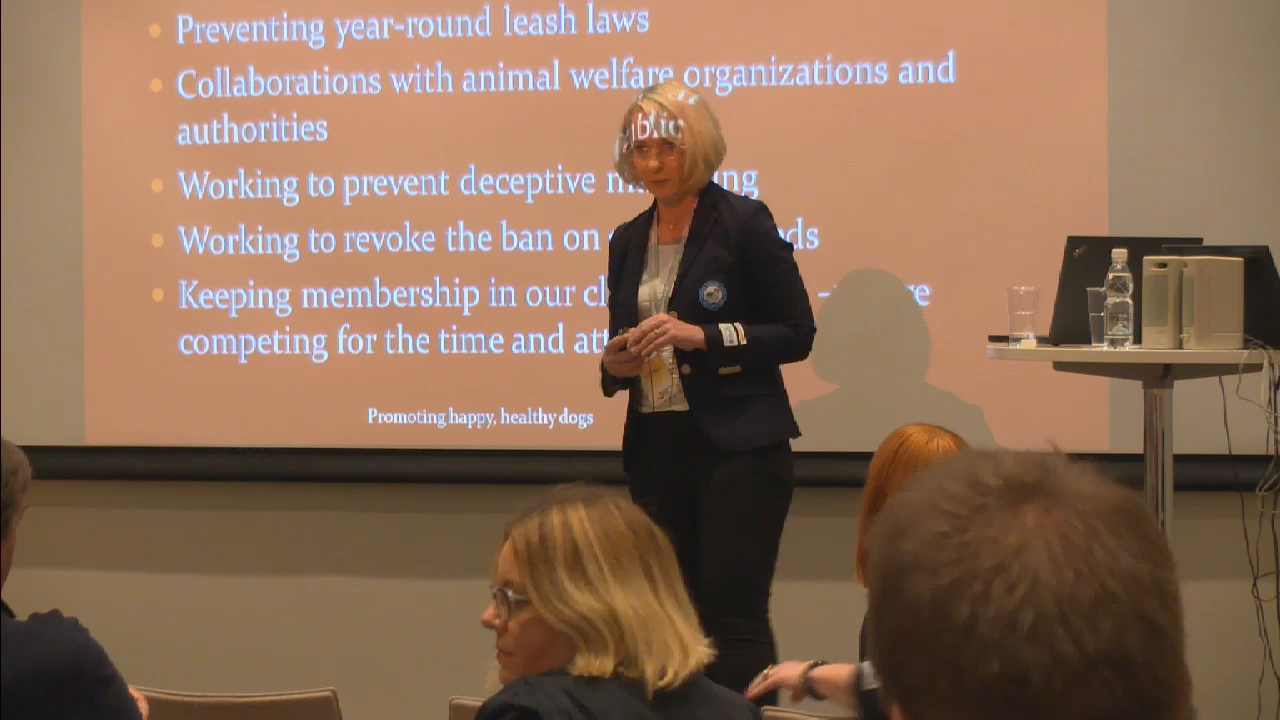 Preventing year-round leash laws
Collaborations with animal welfare organizations and
authorities
Working to prevent deceptive
Working to revoke the ban on
Keeping membership in our
competing for the time and
Promoting happy, healthy dogs